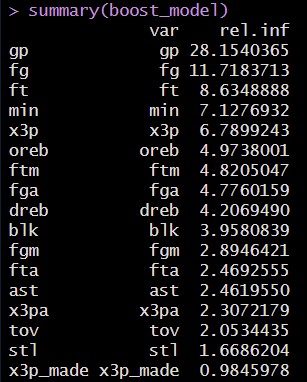 > summary(boost_model)
var rel.inf
gp gp 28.1540365
fg fg 11.7183713
ft ft 8.6348888
min min 7.1276932
x3p x3p 6.7899243
oreb oreb 4.9738001
ftm ftm 4.8205047
fga fga 4.7760159
dreb dreb 4.2069490
blk blk 3.9580839
fgm fgm 2.8946421
fta fta 2.4692555
ast ast 2.4619550
x3pa x3pa 2.3072179
tov tov 2.0534435
stl stl 1.6686204
x3p_made x3p_made 0.9845978